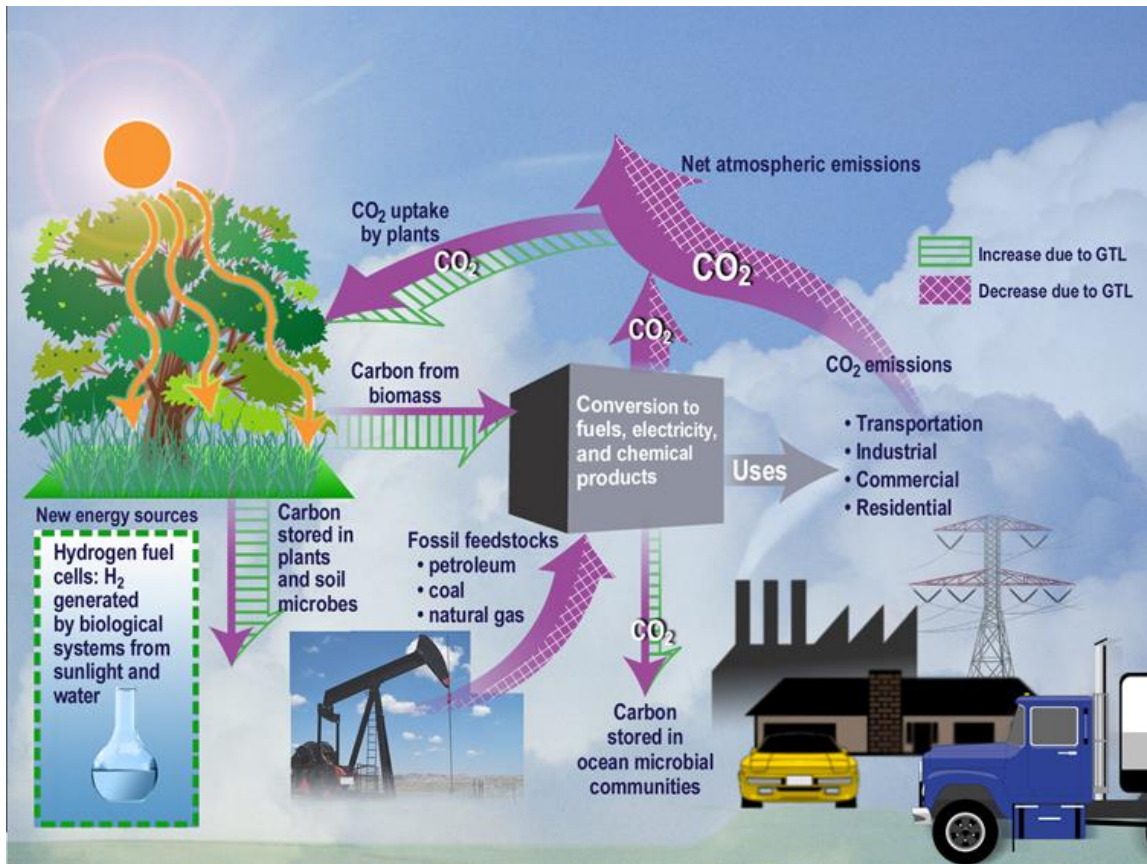 Net atmospheric emissions
CO₂ uptake
by plants
CO₂
CO₂
Increase due to GTL
Decrease due to GTL
CO₂
CO₂ emissions
Carbon from
biomass
Conversion to
fuels, electricity,
and chemical
products
Uses
• Transportation
• Industrial
• Commercial
• Residential
New energy sources
Hydrogen fuel
cells: H₂
generated
by biological
systems from
sunlight and
water
Carbon
stored in
plants
and soil
microbes
Fossil feedstocks
• petroleum
• coal
• natural gas
CO₂
Carbon
stored in
ocean microbial
communities